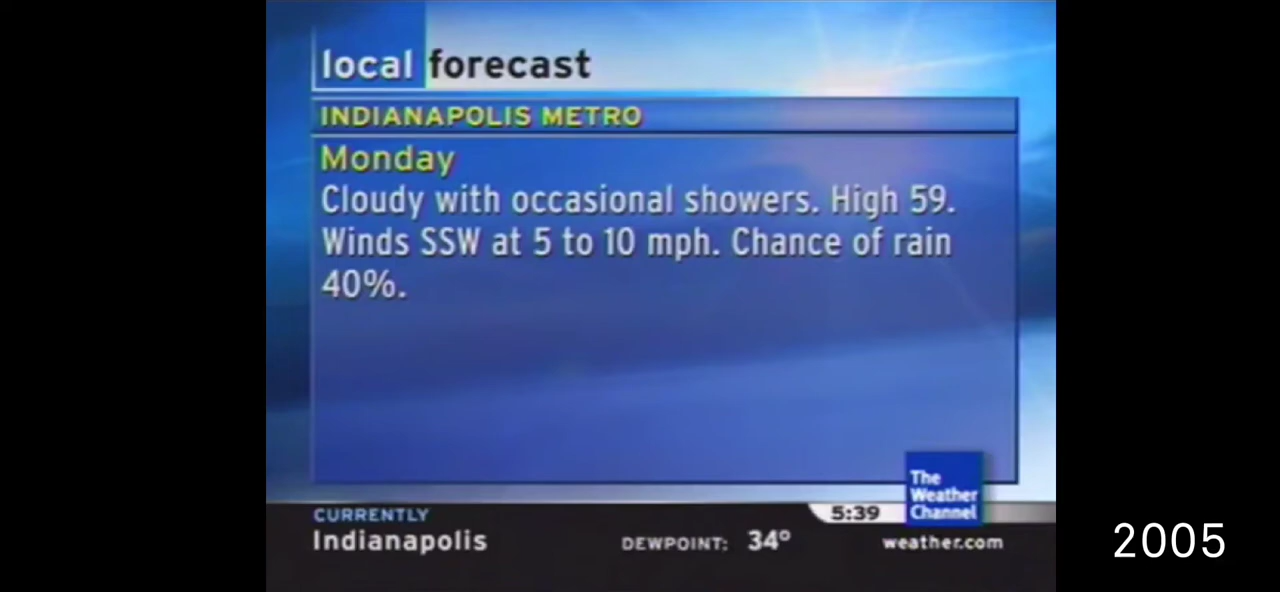 local forecast
INDIANAPOLIS METRO
Monday
Cloudy with occasional showers. High 59.
Winds SSW at 5 to 10 mph. Chance of rain
40%.
The
Weather
Channel
CURRENTLY
5:39
Indianapolis
DEWPOINT: 34°
weather.com
2005